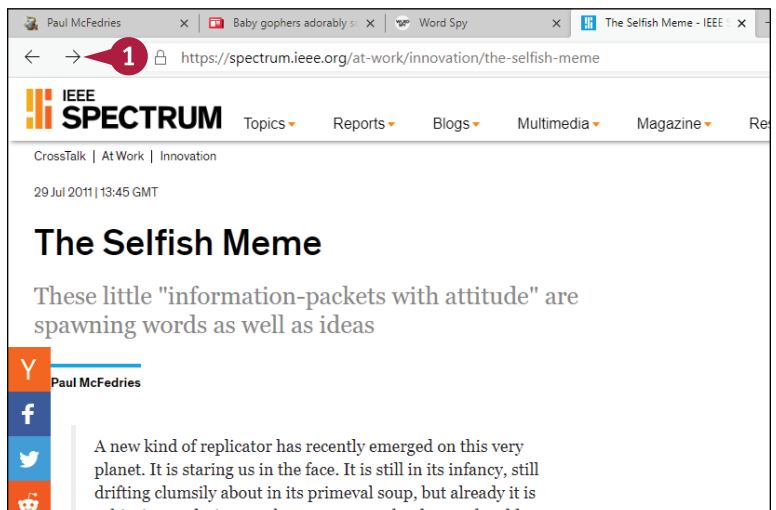 Paul McFedries
Baby gophers adorably
Word Spy
The Selfish Meme - IEEE
1
https://spectrum.ieee.org/at-work/innovation/the-selfish-meme
IEEE
SPECTRUM
Topics Reports Blogs Multimedia Magazine
CrossTalk | At Work | Innovation
29 Jul 2011 | 13:45 GMT
The Selfish Meme
These little "information-packets with attitude" are
spawning words as well as ideas
Paul McFedries
Y
f
A new kind of replicator has recently emerged on this very
planet. It is staring us in the face. It is still in its infancy, still
drifting clumsily about in its primeval soup, but already it is